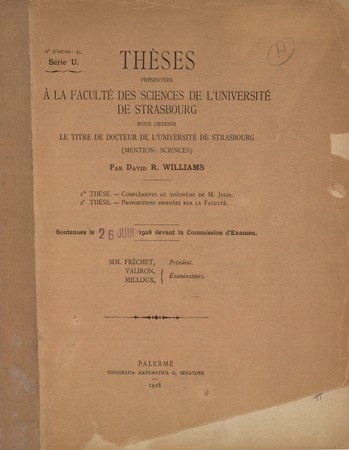 N° D'ORDRE: 45.
Série U.
H
THÈSES
PRÉSENTÉES
À LA FACULTÉ DES SCIENCES DE L'UNIVERSITÉ
DE STRASBOURG
POUR OBTENIR
LE TITRE DE DOCTEUR DE L'UNIVERSITÉ DE STRASBOURG
(MENTION: SCIENCES)
PAR DAVID R. WILLIAMS
1re THÈSE. — COMPLÉMENTS AU THÉORÈME DE M. JULIA.
2e THÈSE. — PROPOSITIONS DONNÉES PAR LA FACULTÉ.
Soutenues le 26 JUIN 1928 devant la Commission d'Examen.
MM. FRÉCHET, Président.
VALIRON,
MILLOUX, } Examinateurs.
PALERME
TIPOGRAFIA MATEMATICA G. SENATORE
1928